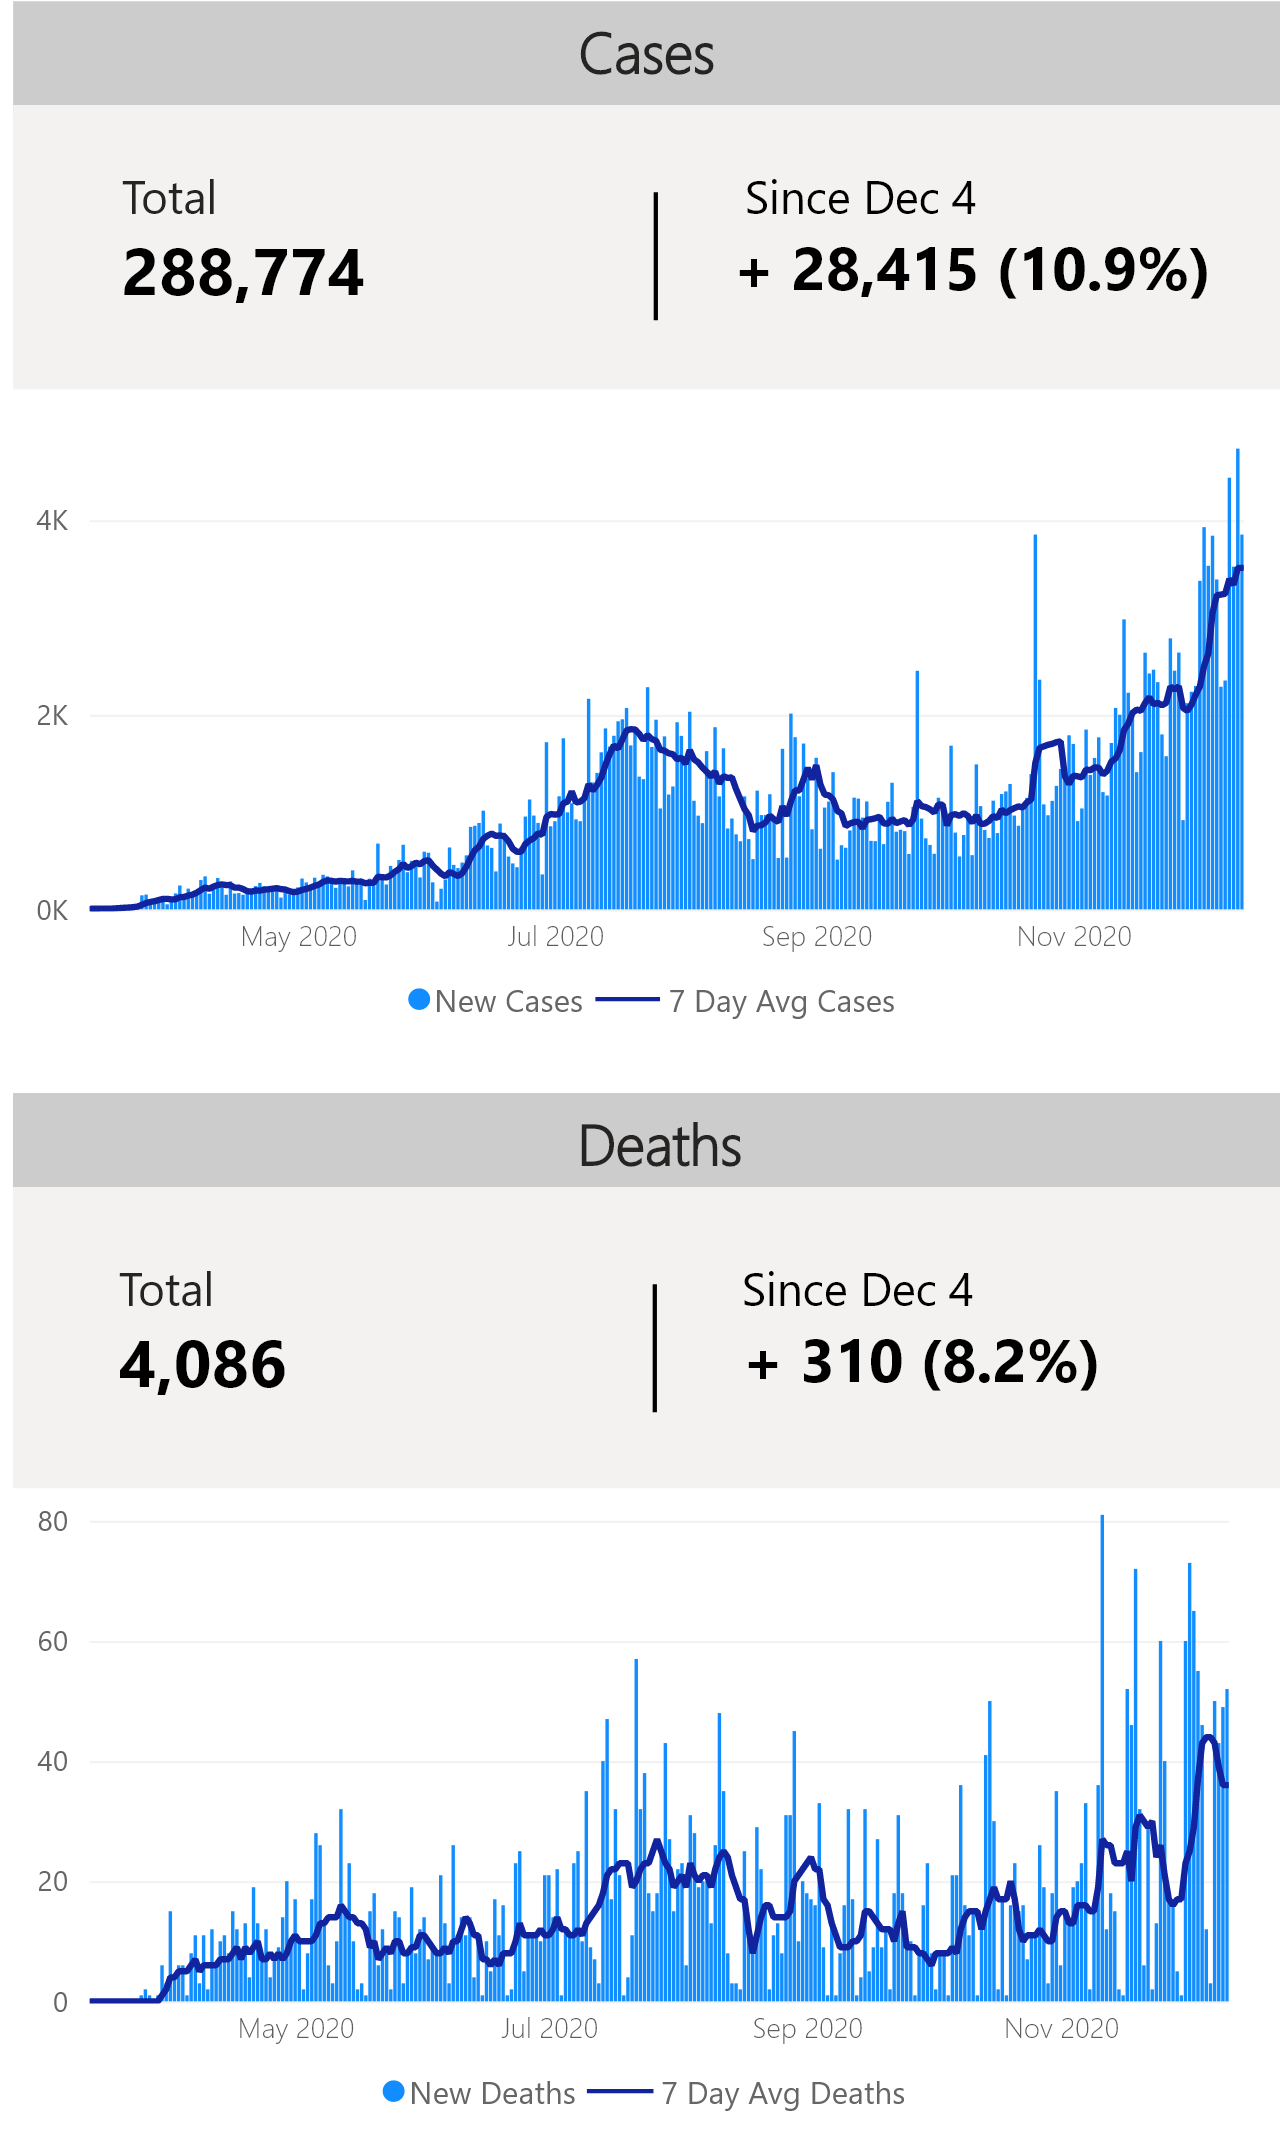 Cases
Total
Since Dec 4
288,774
+ 28,415 (10.9%)
4K
2K
0K
May 2020
Jul 2020
Sep 2020
Nov 2020
New Cases
7 Day Avg Cases
Deaths
Total
Since Dec 4
4,086
+ 310 (8.2%)
80
60
40
20
0
May 2020
Jul 2020
Sep 2020
Nov 2020
New Deaths
7 Day Avg Deaths